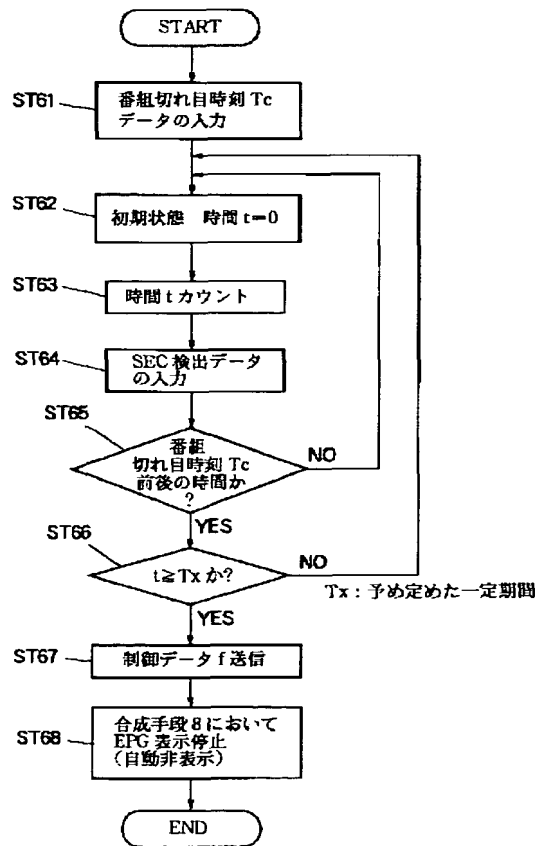 START
ST61
番組切れ目時刻 Tc
データの入力
ST62
初期状態 時間 t=0
ST63
時間 t カウント
ST64
SEC 検出データ
の入力
ST65
番組
切れ目時刻 Tc
前後の時間か
?
NO
YES
ST66
t≧Tx か?
NO
Tx：予め定めた一定期間
YES
ST67
制御データ f 送信
ST68
合成手段 8 において
EPG 表示停止
（自動非表示）
END